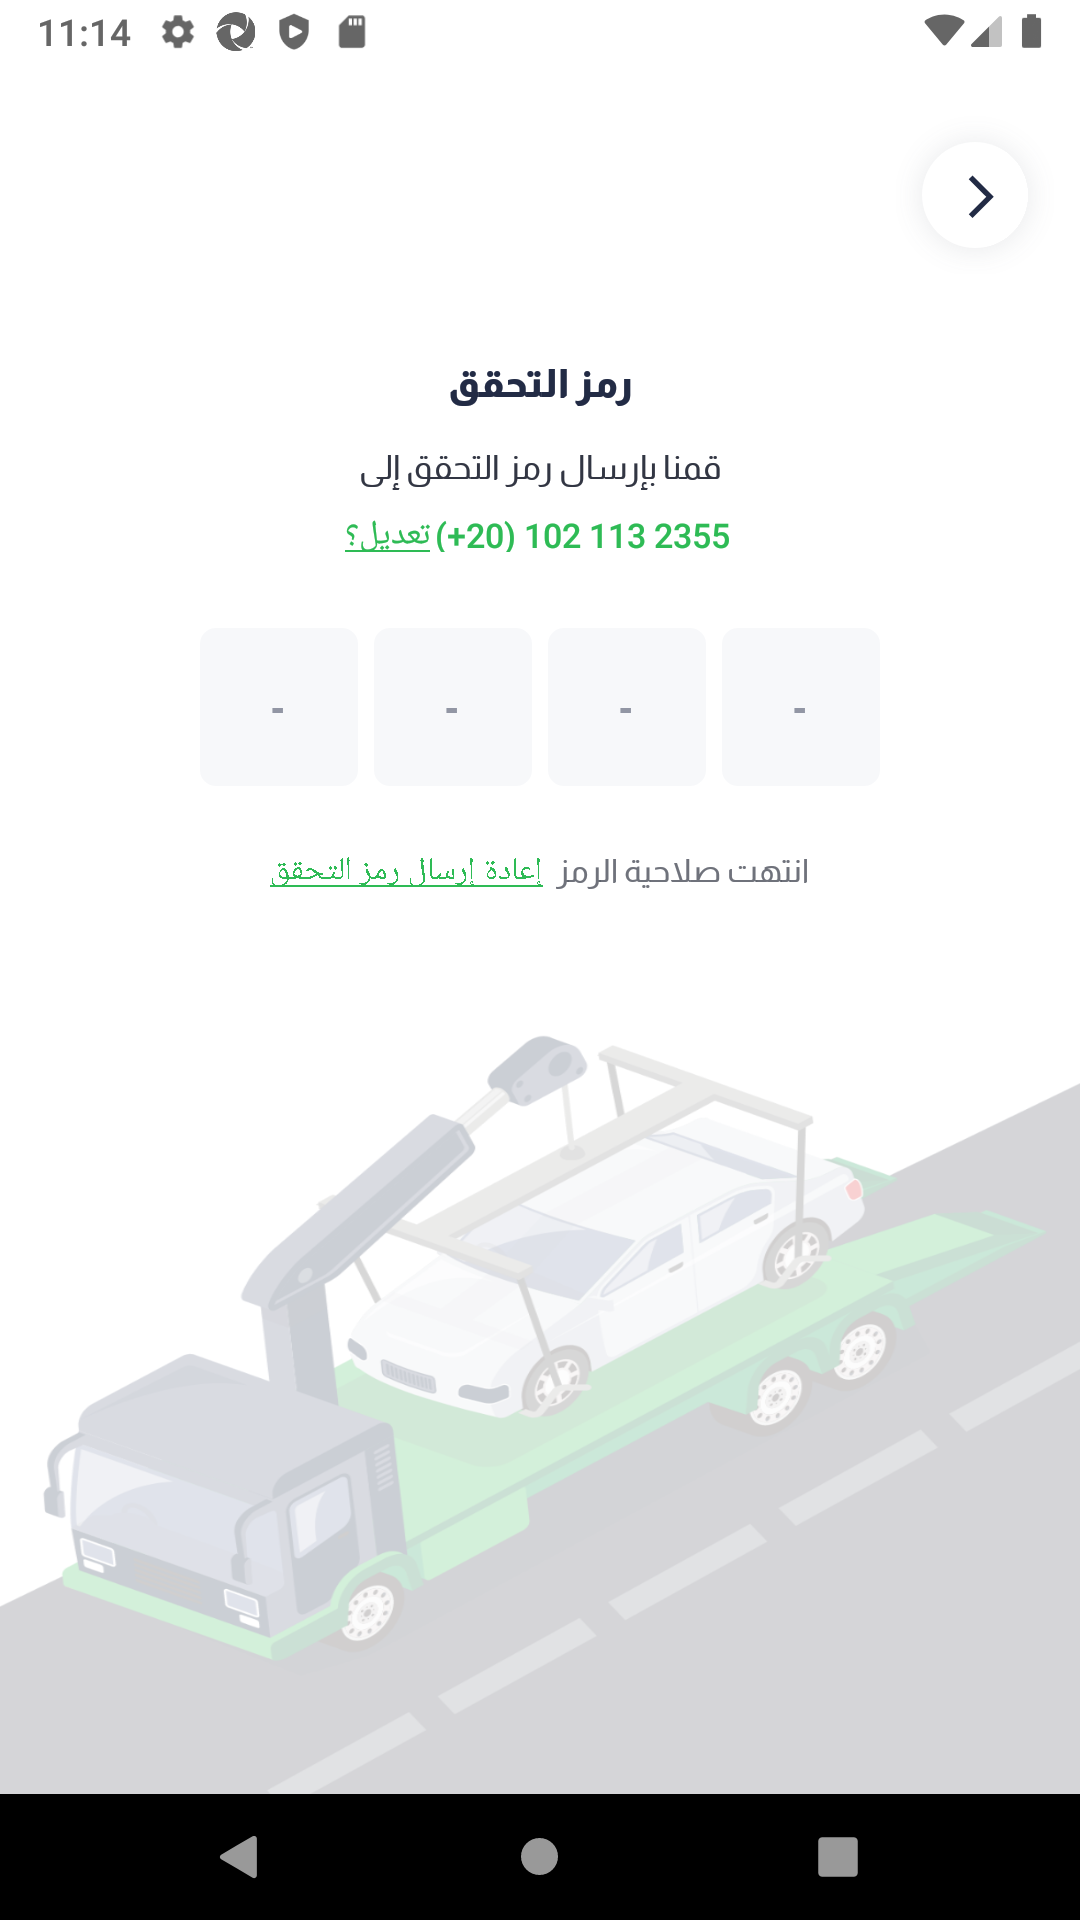 11:14
رمز التحقق
قمنا بإرسال رمز التحقق إلى
(+20) 102 113 2355 تعديل؟
- - - -
انتهت صلاحية الرمز إعادة إرسال رمز التحقق